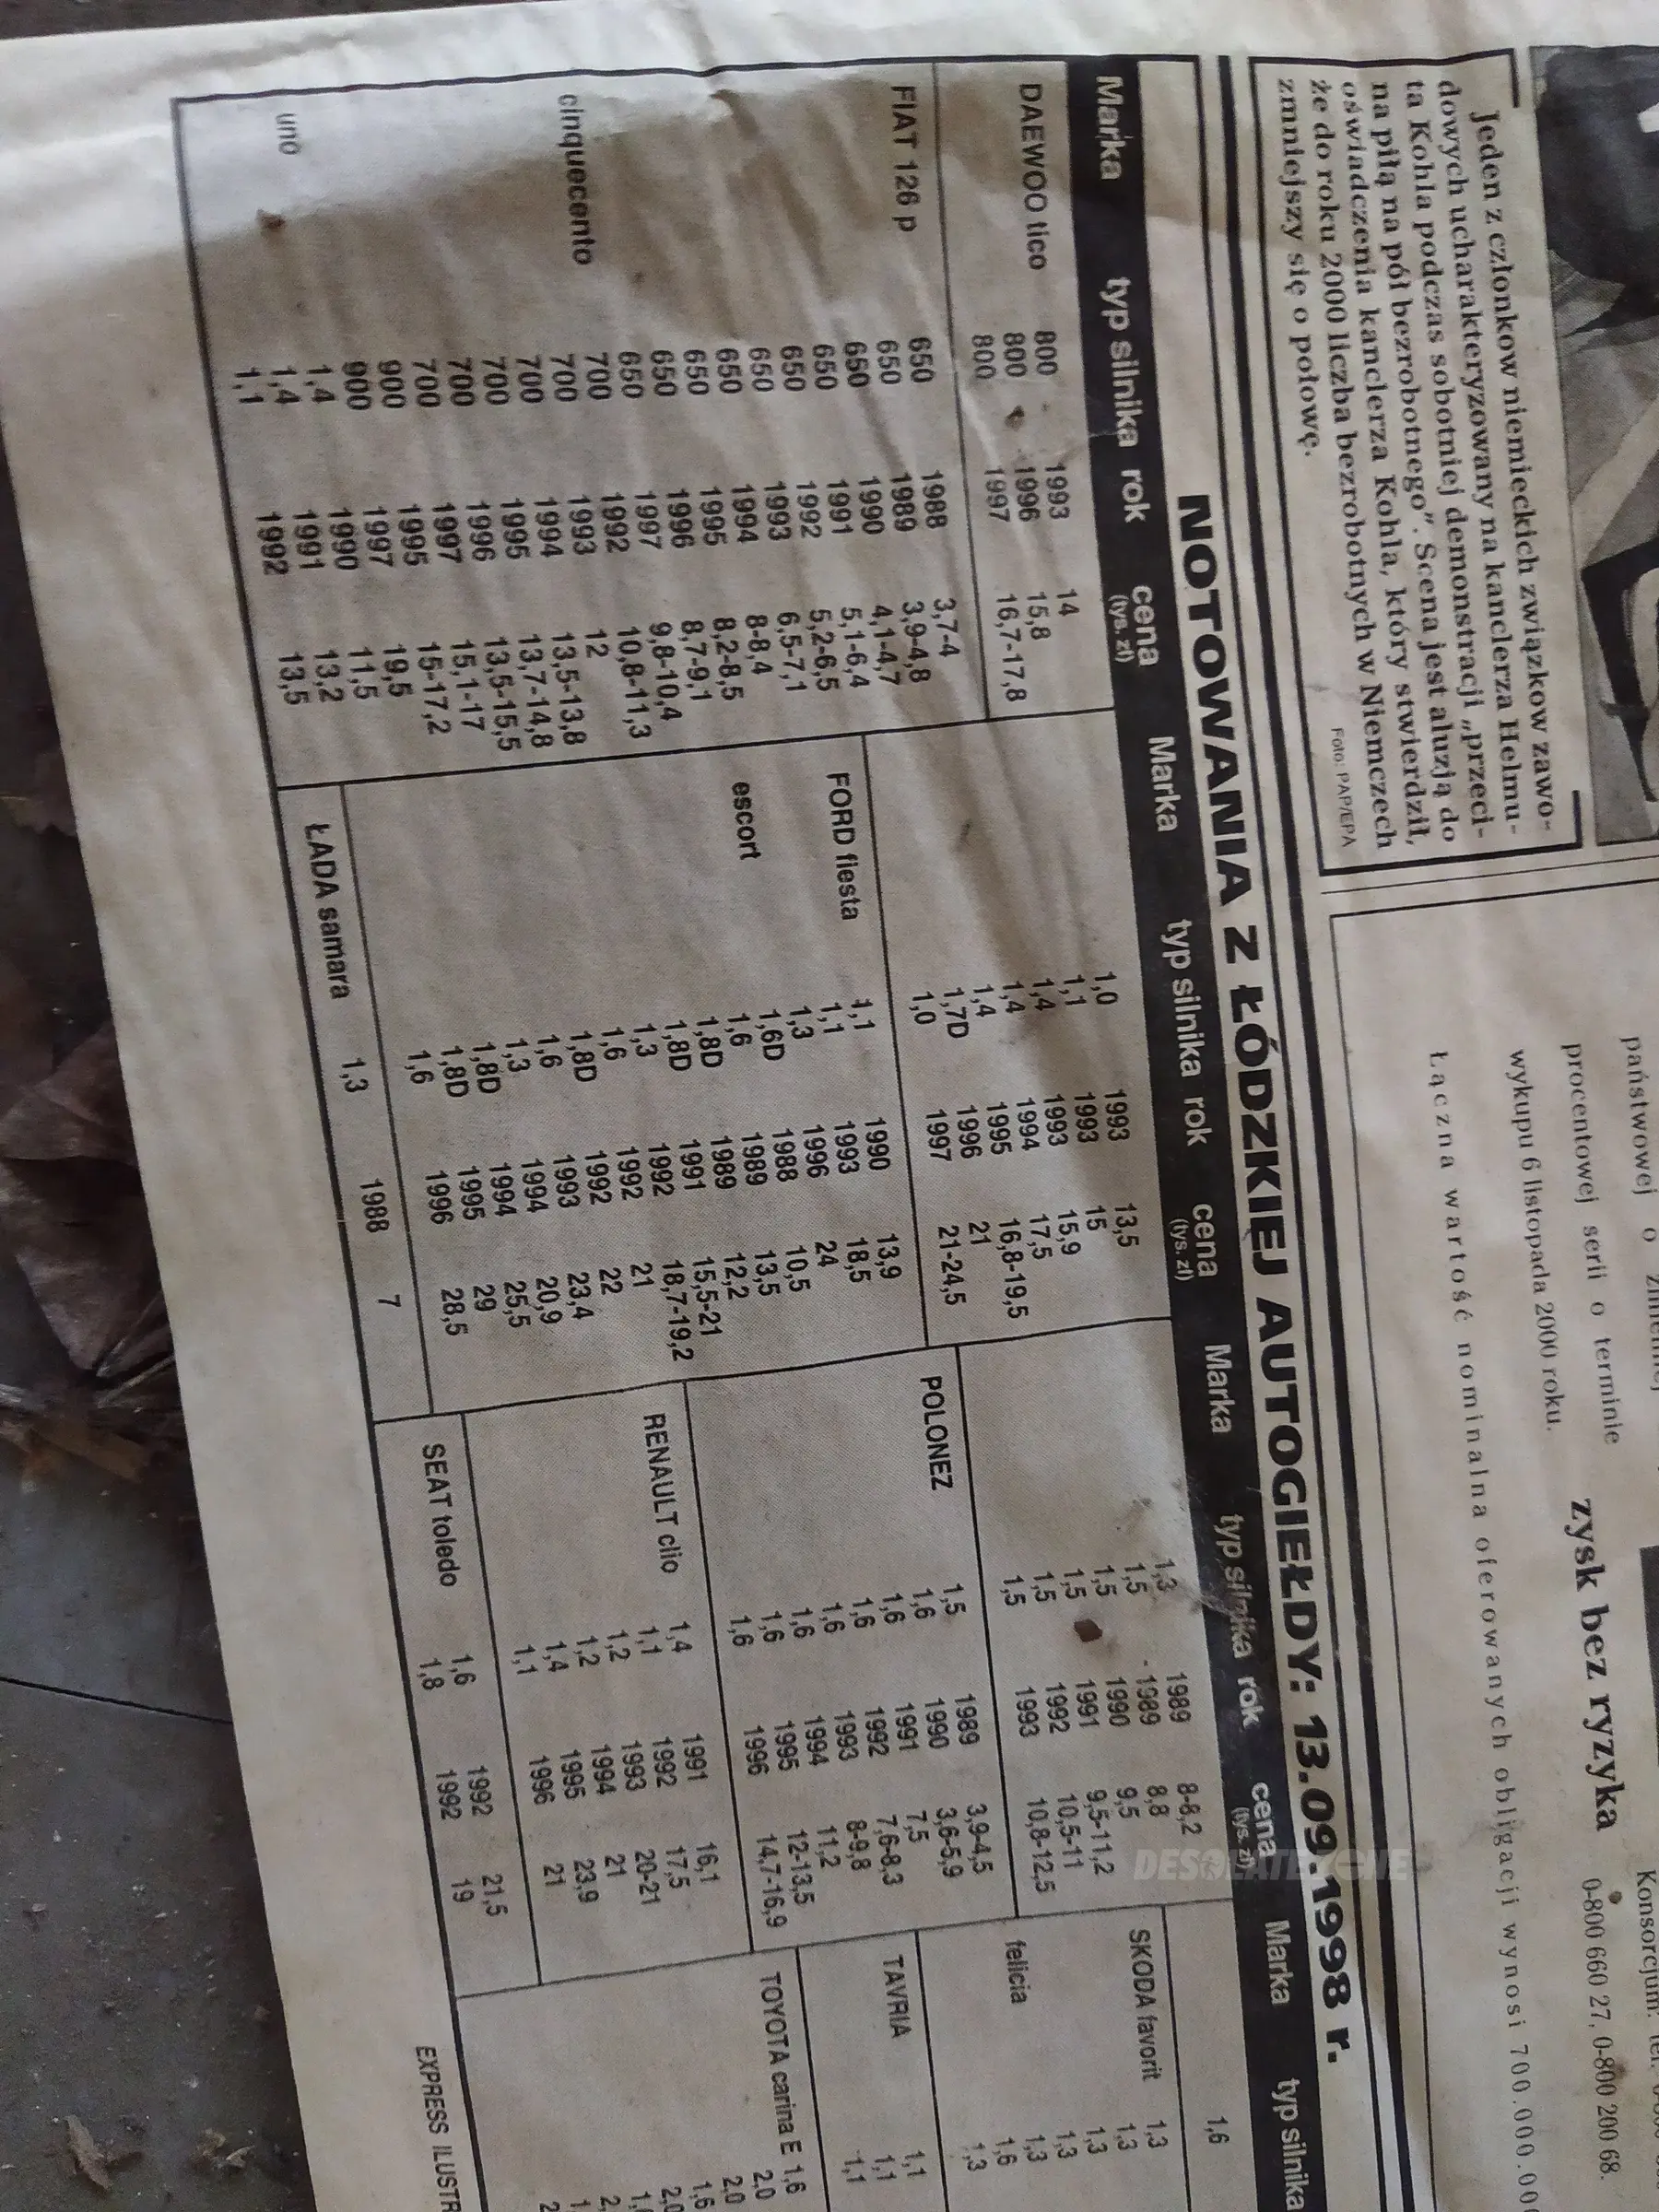 Jeden z członków niemieckich związków zawo-
dowych ucharakteryzowany na kanclerza Helmu-
ta Kohla podczas sobotniej demonstracji „przeci-
na piłą na pół bezrobotnego”. Scena jest aluzją do
oświadczenia kanclerza Kohla, który stwierdził,
że do roku 2000 liczba bezrobotnych w Niemczech
zmniejszy się o połowę.
Foto: PAP/EPA
państwowej o
procentowej serii o terminie
wykupu 6 listopada 2000 roku.
Łączna wartość nominalna oferowanych obligacji wynosi 700.000.00
zysk bez ryzyka
Konsorcjum:
0-800 660 27, 0-800 200 68.
NOTOWANIA Z ŁÓDZKIEJ AUTOGIEŁDY: 13.09.1998 r.
Marka typ silnika rok cena (tys. zł)
DAEWOO tico 800 1993 14
800 1996 15,8
800 1997 16,7-17,8
FIAT 126 p 650 1988 3,7-4
650 1989 3,9-4,8
650 1990 4,1-4,7
650 1991 5,1-6,4
650 1992 5,2-6,5
650 1993 6,5-7,1
650 1994 8-8,4
650 1995 8,2-8,5
650 1996 8,7-9,1
650 1997 9,8-10,4
cinquecento 700 1992 10,8-11,3
700 1993 12
700 1994 13,5-13,8
700 1995 13,7-14,8
700 1996 13,5-15,5
700 1997 15,1-17
900 1995 15-17,2
900 1997 19,5
uno 1,4 1990 11,5
1,4 1991 13,2
1,1 1992 13,5
Marka typ silnika rok cena (tys. zł)
1,0 1993 13,5
1,1 1993 15
1,4 1993 15,9
1,4 1994 17,5
1,4 1995 16,8-19,5
1,7D 1996 21
1,0 1997 21-24,5
FORD fiesta 1,1 1990 13,9
1,1 1993 18,5
1,3 1996 24
escort 1,6D 1988 10,5
1,6 1989 13,5
1,8D 1989 12,2
1,8D 1991 15,5-21
1,3 1992 18,7-19,2
1,6 1992 21
1,8D 1992 22
1,6 1993 23,4
1,3 1994 20,9
1,8D 1994 25,5
1,8D 1995 29
1,6 1996 28,5
ŁADA samara 1,3 1988 7
Marka typ silnika rok cena (tys. zł)
1,3 1989 8-8,2
1,5 1989 8,8
1,5 1990 9,5
1,5 1991 9,5-11,2
1,5 1992 10,5-11
1,5 1993 10,8-12,5
POLONEZ 1,5 1989 3,9-4,5
1,6 1990 3,6-5,9
1,6 1991 7,5
1,6 1992 7,6-8,3
1,6 1993 8-9,8
1,6 1994 11,2
1,6 1995 12-13,5
1,6 1996 14,7-16,9
RENAULT clio 1,4 1991 16,1
1,1 1992 17,5
1,2 1993 20-21
1,2 1994 21
1,4 1995 23,9
1,1 1996 21
SEAT toledo 1,6 1992 21,5
1,8 1992 19
Marka typ silnika
1,6
SKODA favorit 1,3
1,3
1,3
1,3
felicia 1,3
1,6
1,3
TAVRIA 1,1
1,1
1,1
TOYOTA carina E 1,6
2,0
2,0
1,6
2,0
EXPRESS ILUSTR
DESOLATEZONE